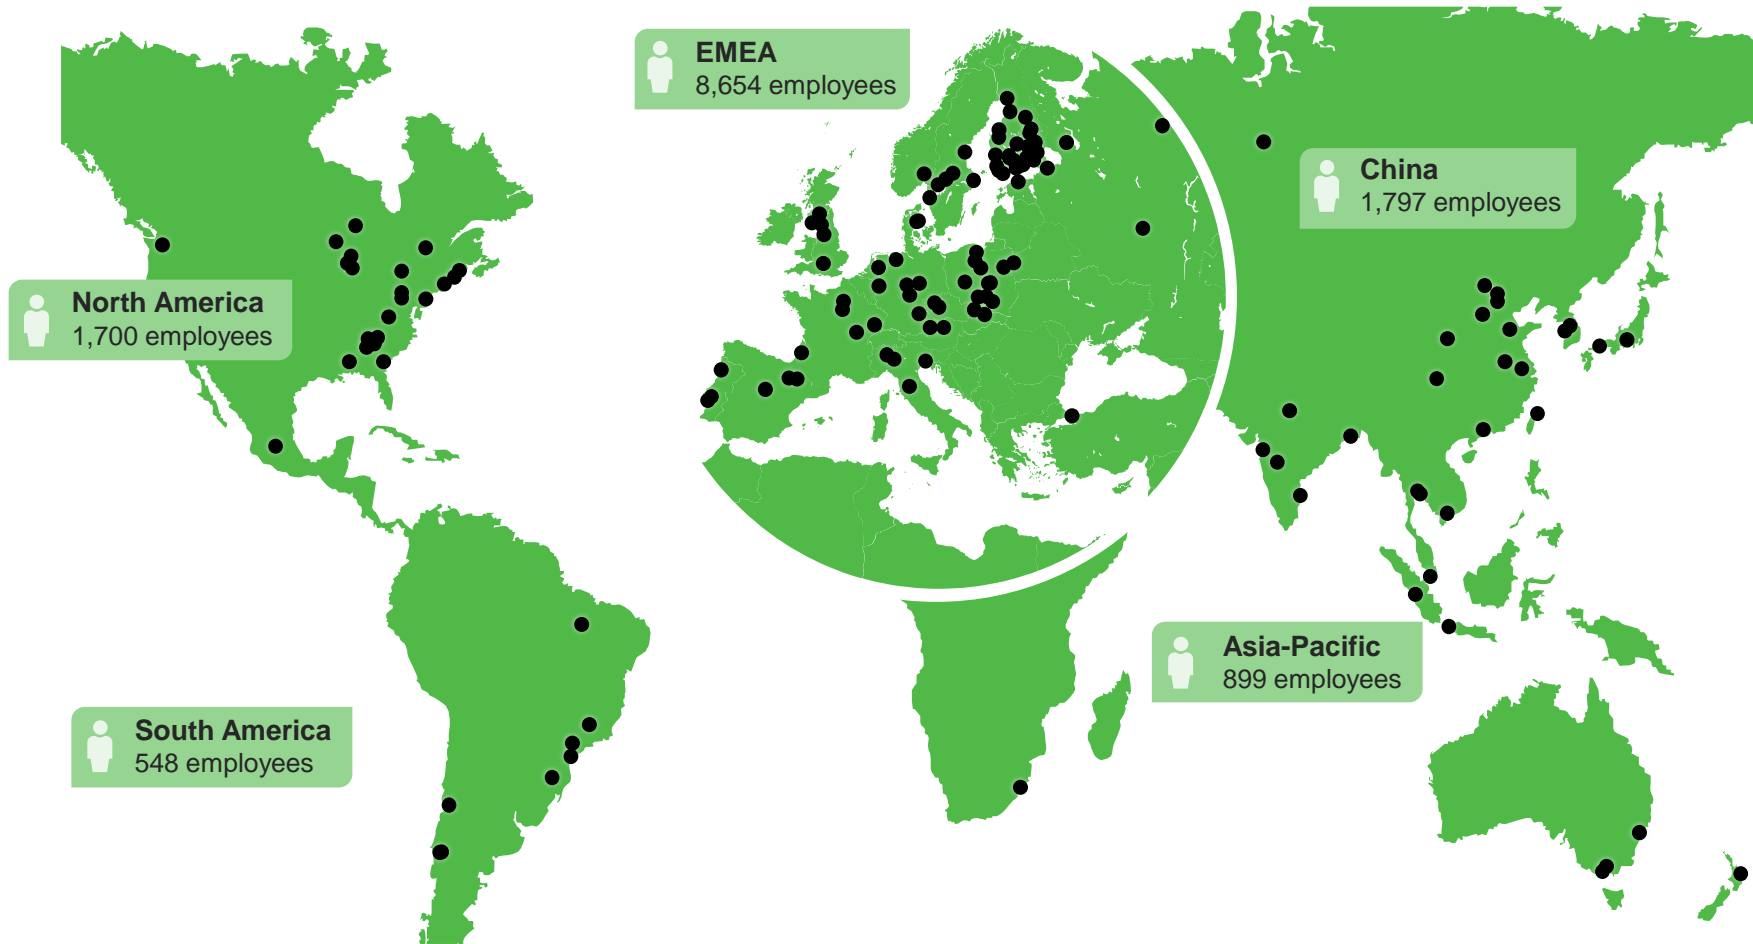 EMEA
8,654 employees
China
1,797 employees
North America
1,700 employees
Asia-Pacific
899 employees
South America
548 employees